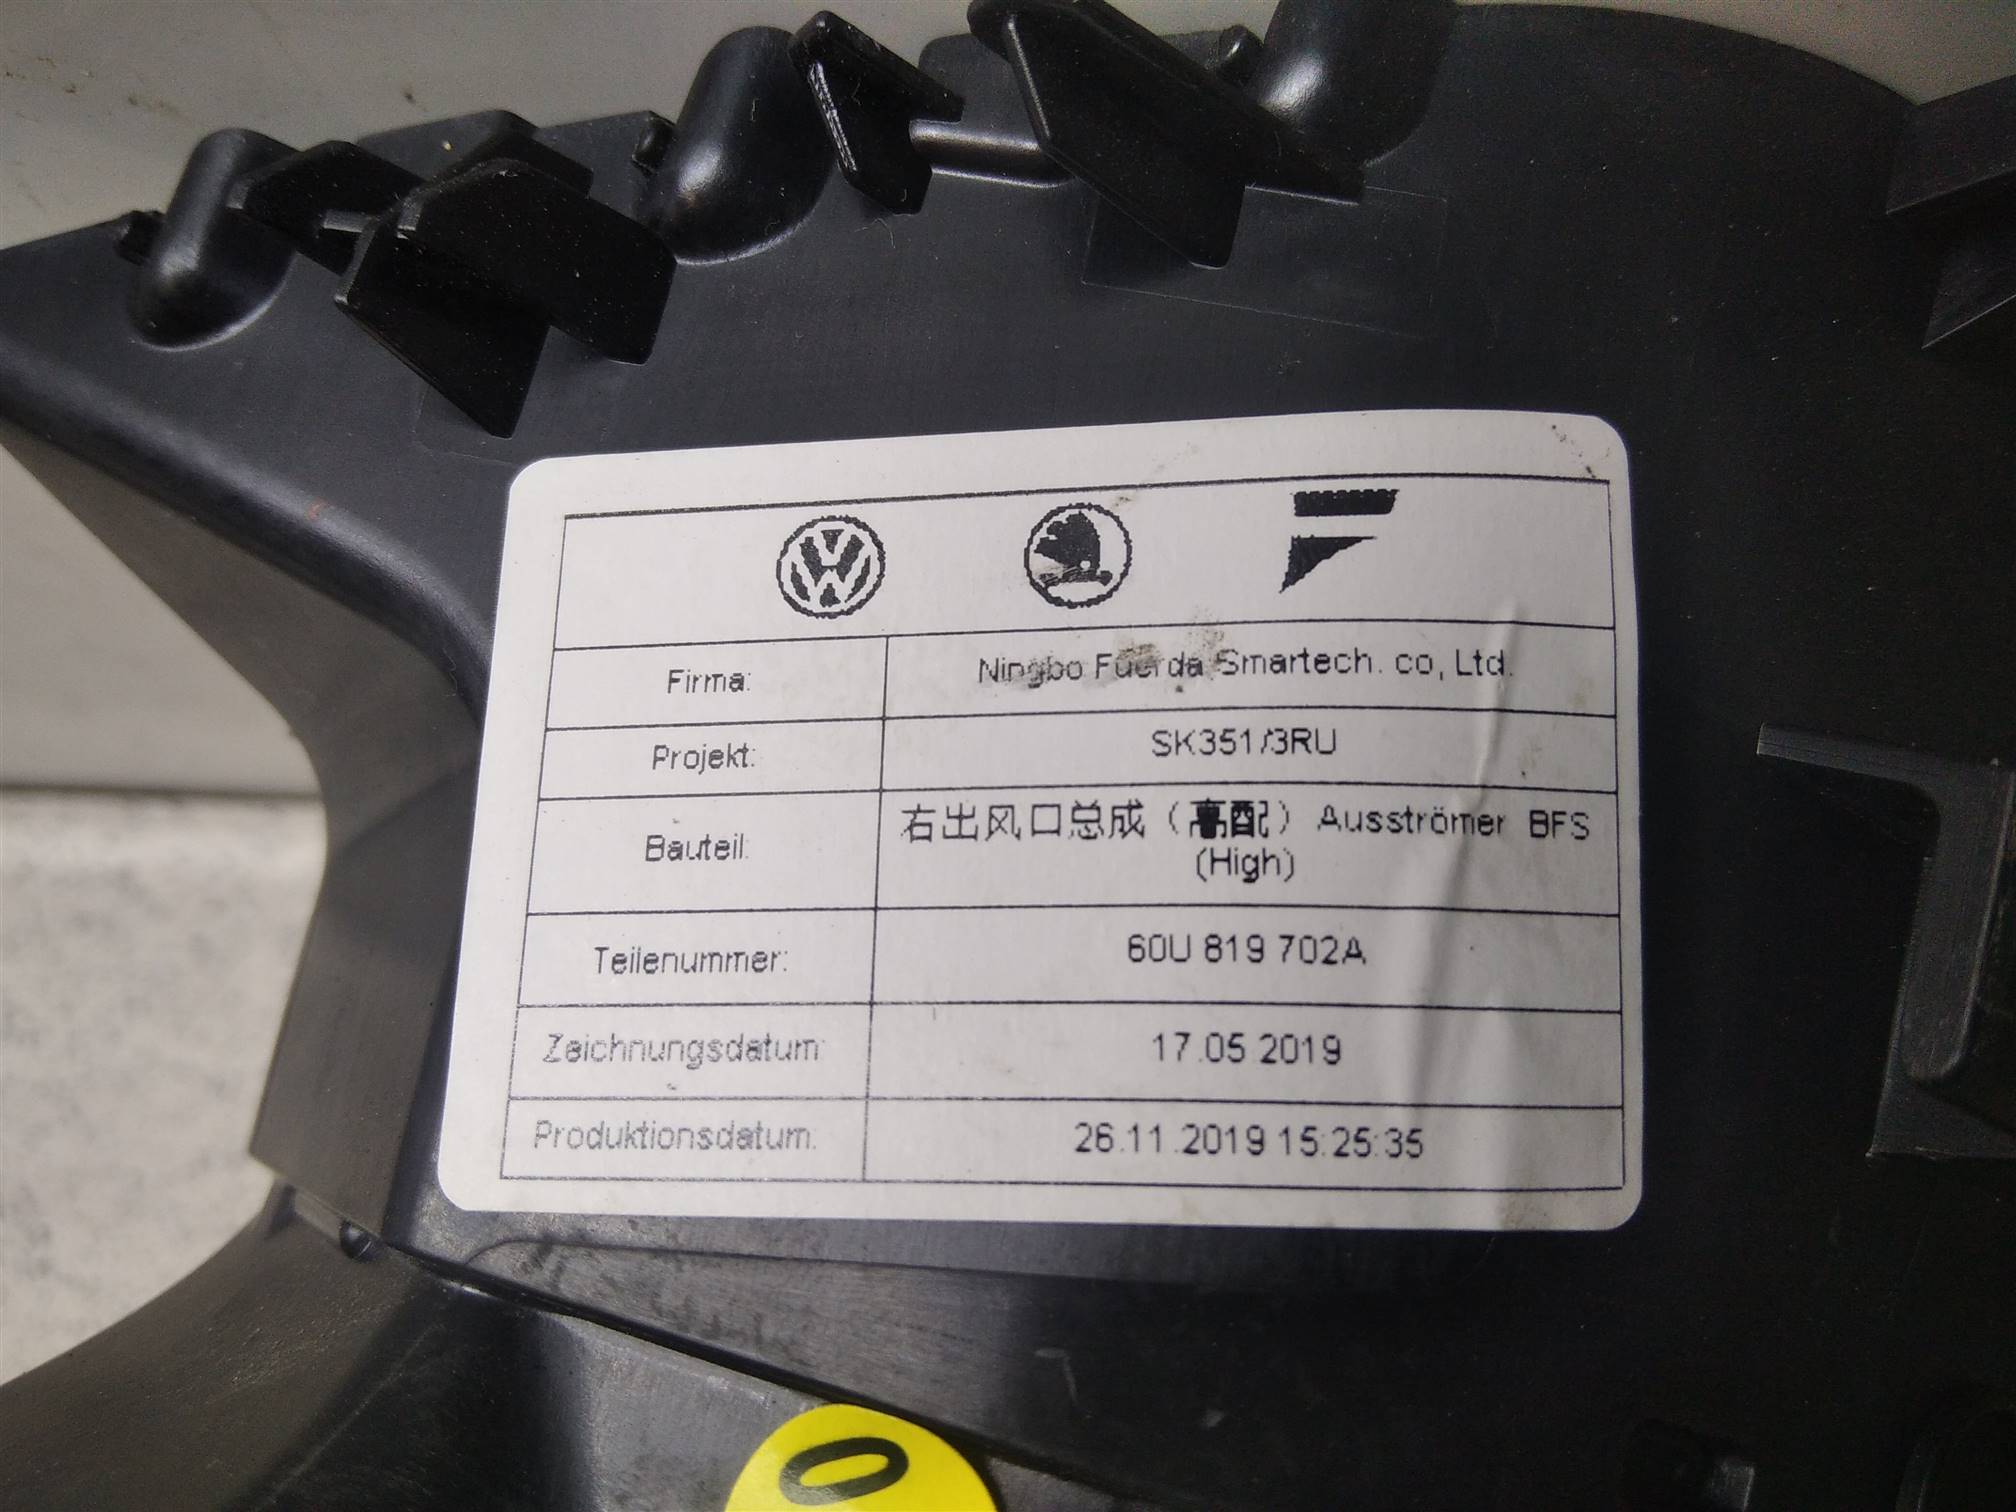 Firma: Ningbo Fuerda Smartech. co, Ltd.
Projekt: SK351/3RU
Bauteil: 右出风口总成（高配）Ausströmer BFS
(High)
Teilenummer: 60U 819 702A
Zeichnungsdatum: 17.05.2019
Produktionsdatum: 26.11.2019 15:25:35
0